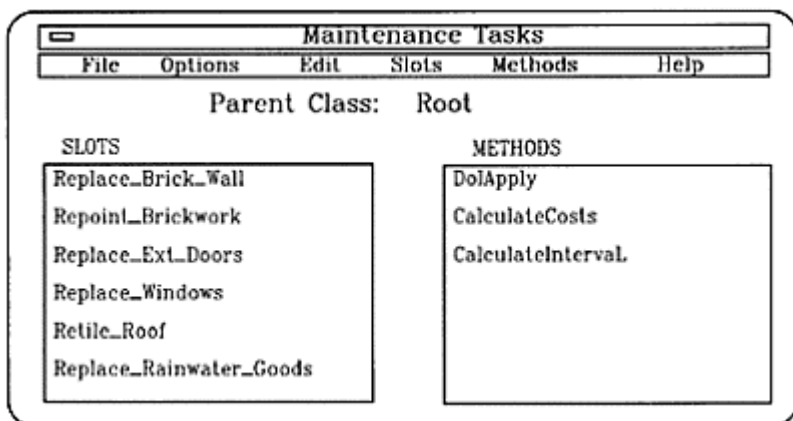 Maintenance Tasks
File Options Edit Slots Methods Help
Parent Class: Root
SLOTS
Replace_Brick_Wall
Repoint_Brickwork
Replace_Ext_Doors
Replace_Windows
Retile_Roof
Replace_Rainwater_Goods
METHODS
DoIApply
CalculateCosts
CalculateIntervaL